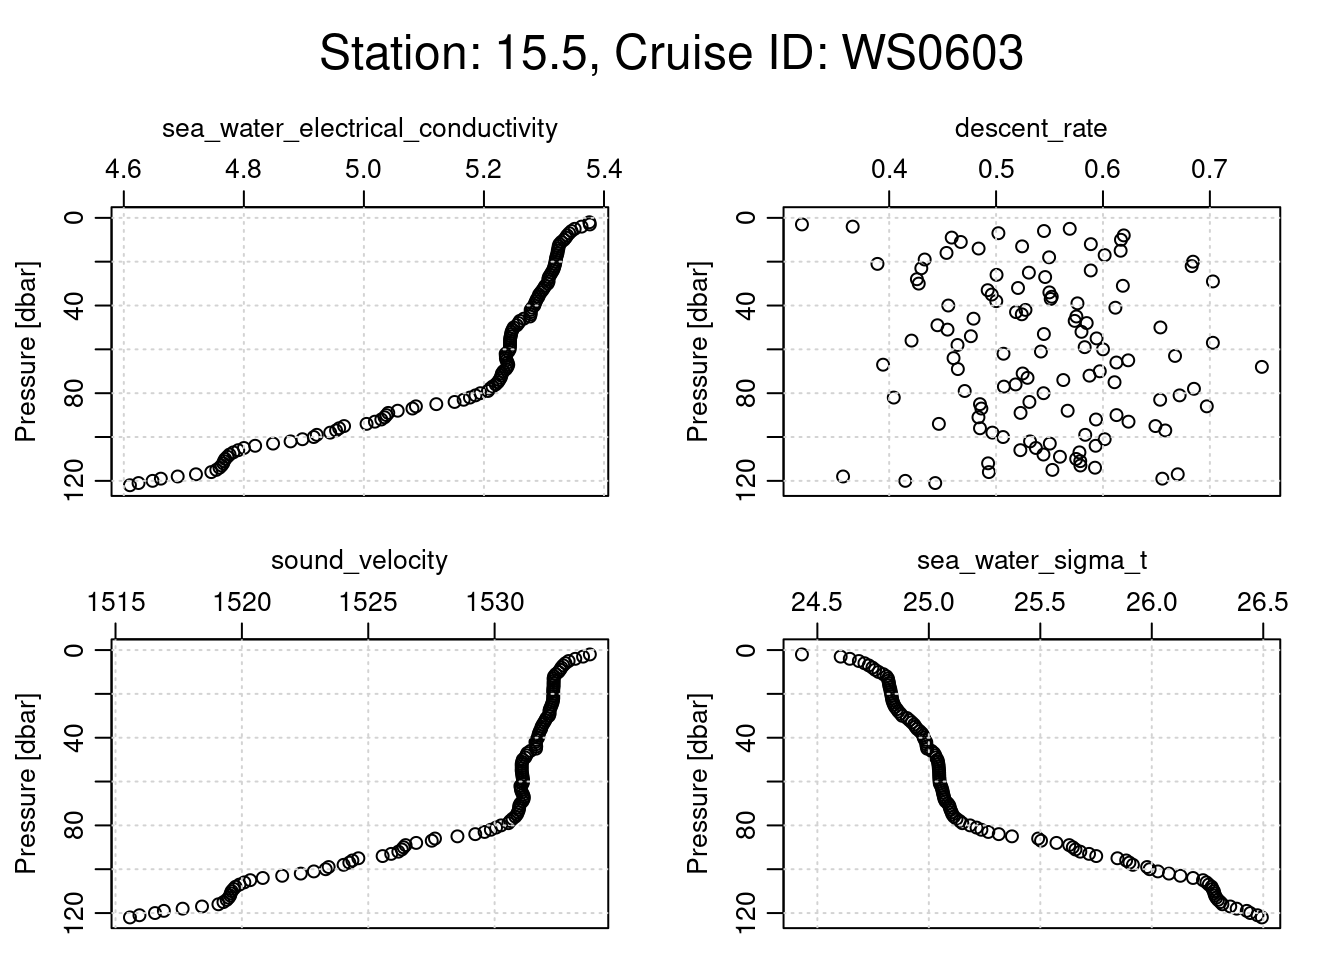 Station: 15.5, Cruise ID: WS0603
sea_water_electrical_conductivity
4.6 4.8 5.0 5.2 5.4
Pressure [dbar]
0
40
80
120
descent_rate
0.4 0.5 0.6 0.7
Pressure [dbar]
0
40
80
120
sound_velocity
1515 1520 1525 1530
Pressure [dbar]
0
40
80
120
sea_water_sigma_t
24.5 25.0 25.5 26.0 26.5
Pressure [dbar]
0
40
80
120